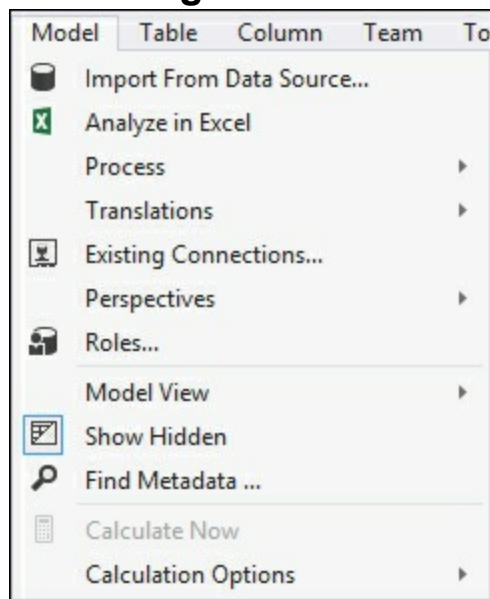 Model Table Column Team To
Import From Data Source...
Analyze in Excel
Process
Translations
Existing Connections...
Perspectives
Roles...
Model View
Show Hidden
Find Metadata ...
Calculate Now
Calculation Options